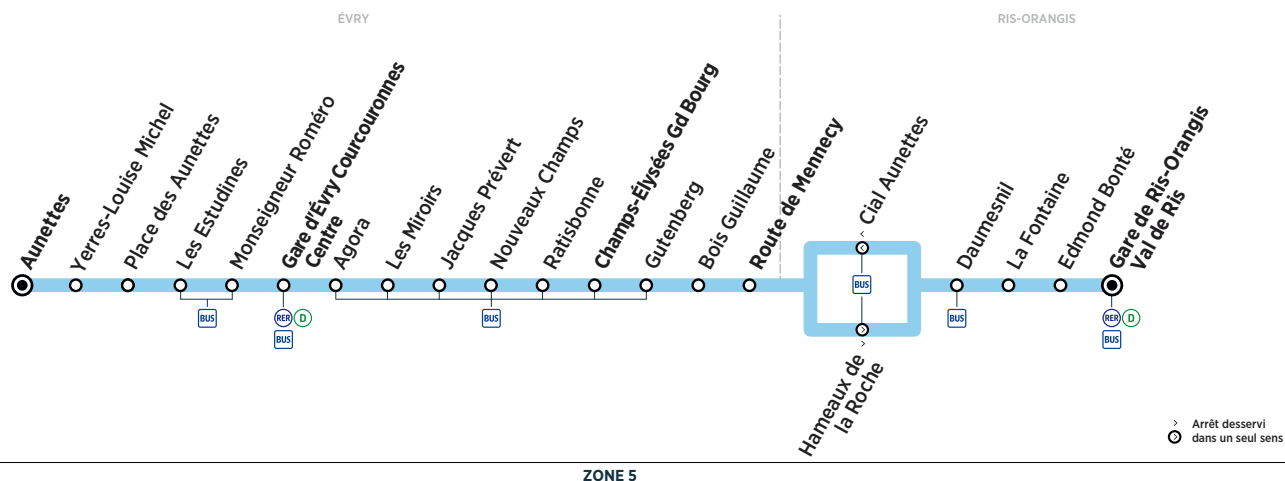 ÉVRY
RIS-ORANGIS
Aunettes
Yerres-Louise Michel
Place des Aunettes
Les Estudines
Monseigneur Roméro
Gare d'Évry Courcouronnes
Centre
Agora
Les Miroirs
Jacques Prévert
Nouveaux Champs
Ratisbonne
Champs-Élysées Gd Bourg
Gutenberg
Bois Guillaume
Route de Mennecy
Cial Aunettes
Hameaux de
la Roche
Daumesnil
La Fontaine
Edmond Bonté
Gare de Ris-Orangis
Val de Ris
BUS
RER D
BUS
BUS
BUS
BUS
RER D
BUS
Arrêt desservi
dans un seul sens
ZONE 5